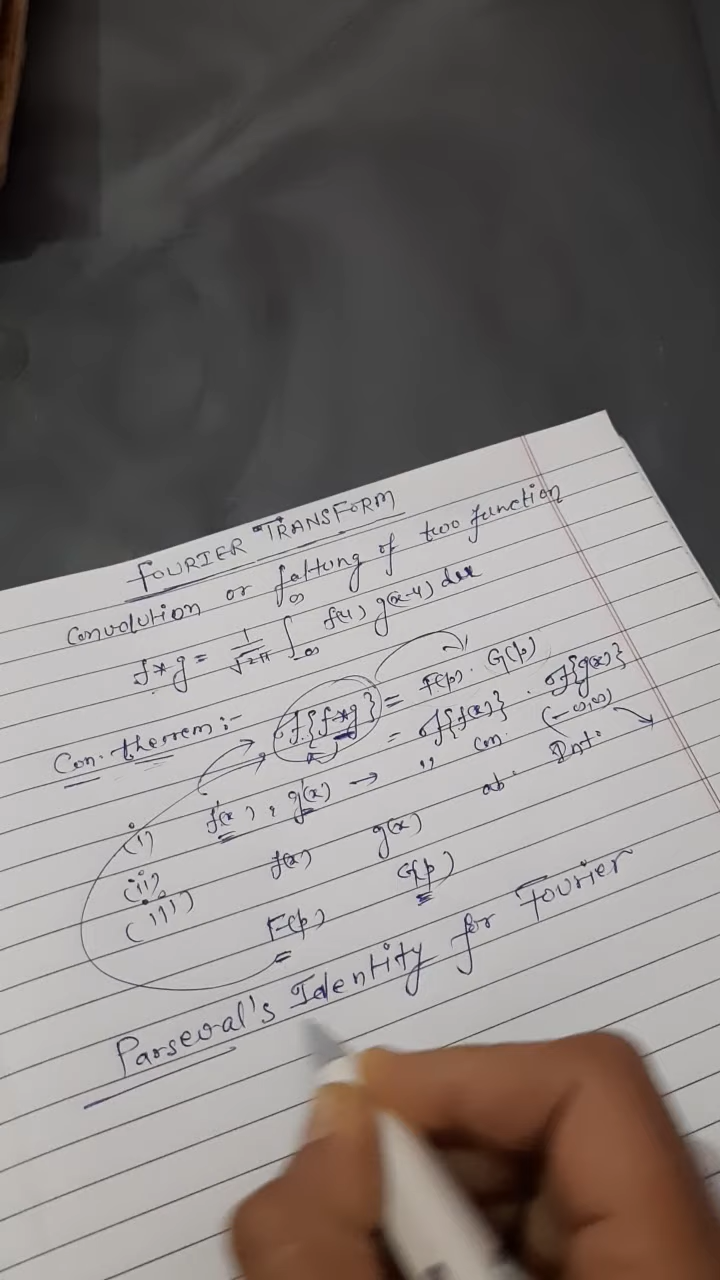 FOURIER TRANSFORM
Convolution or faltung of two function
f*g = 1/√2π ∫_-∞^∞ f(u) g(x-u) du
Con. theorem :- F{f*g} = F(p) . G(p)
= F{f(x)} . F{g(x)}
(i) f(x), g(x) → ,, con. (-∞,∞)
(ii) f(x) g(x) ab. Int.
(iii) F(p) G(p)
Parseval's Identity for Fourier